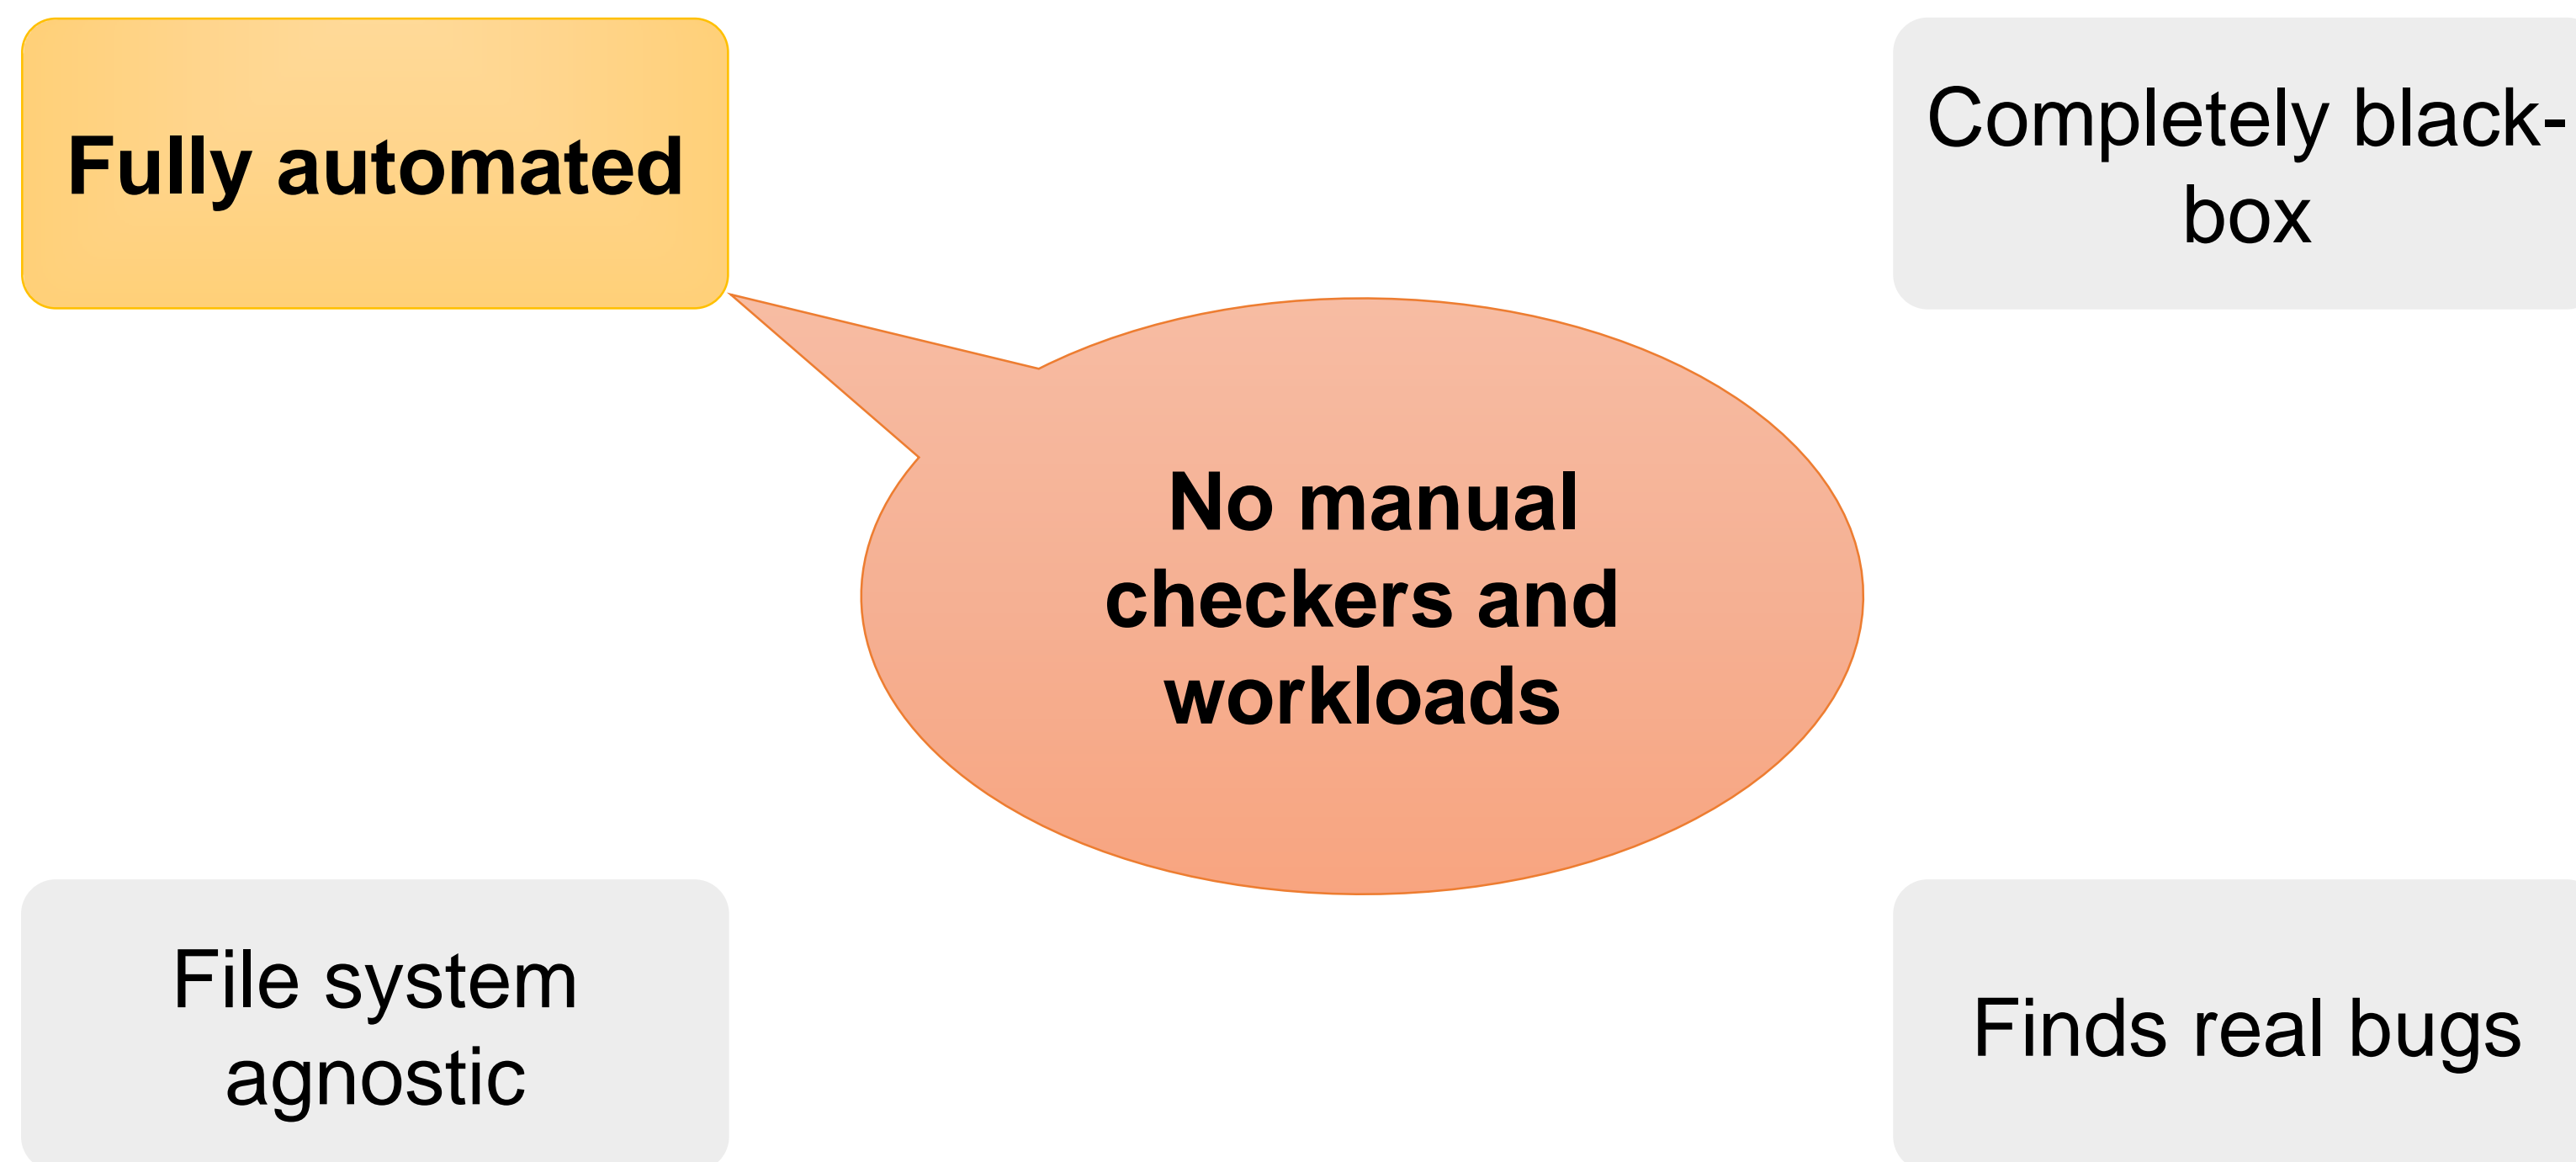 Fully automated
Completely black-
box
No manual
checkers and
workloads
File system
agnostic
Finds real bugs